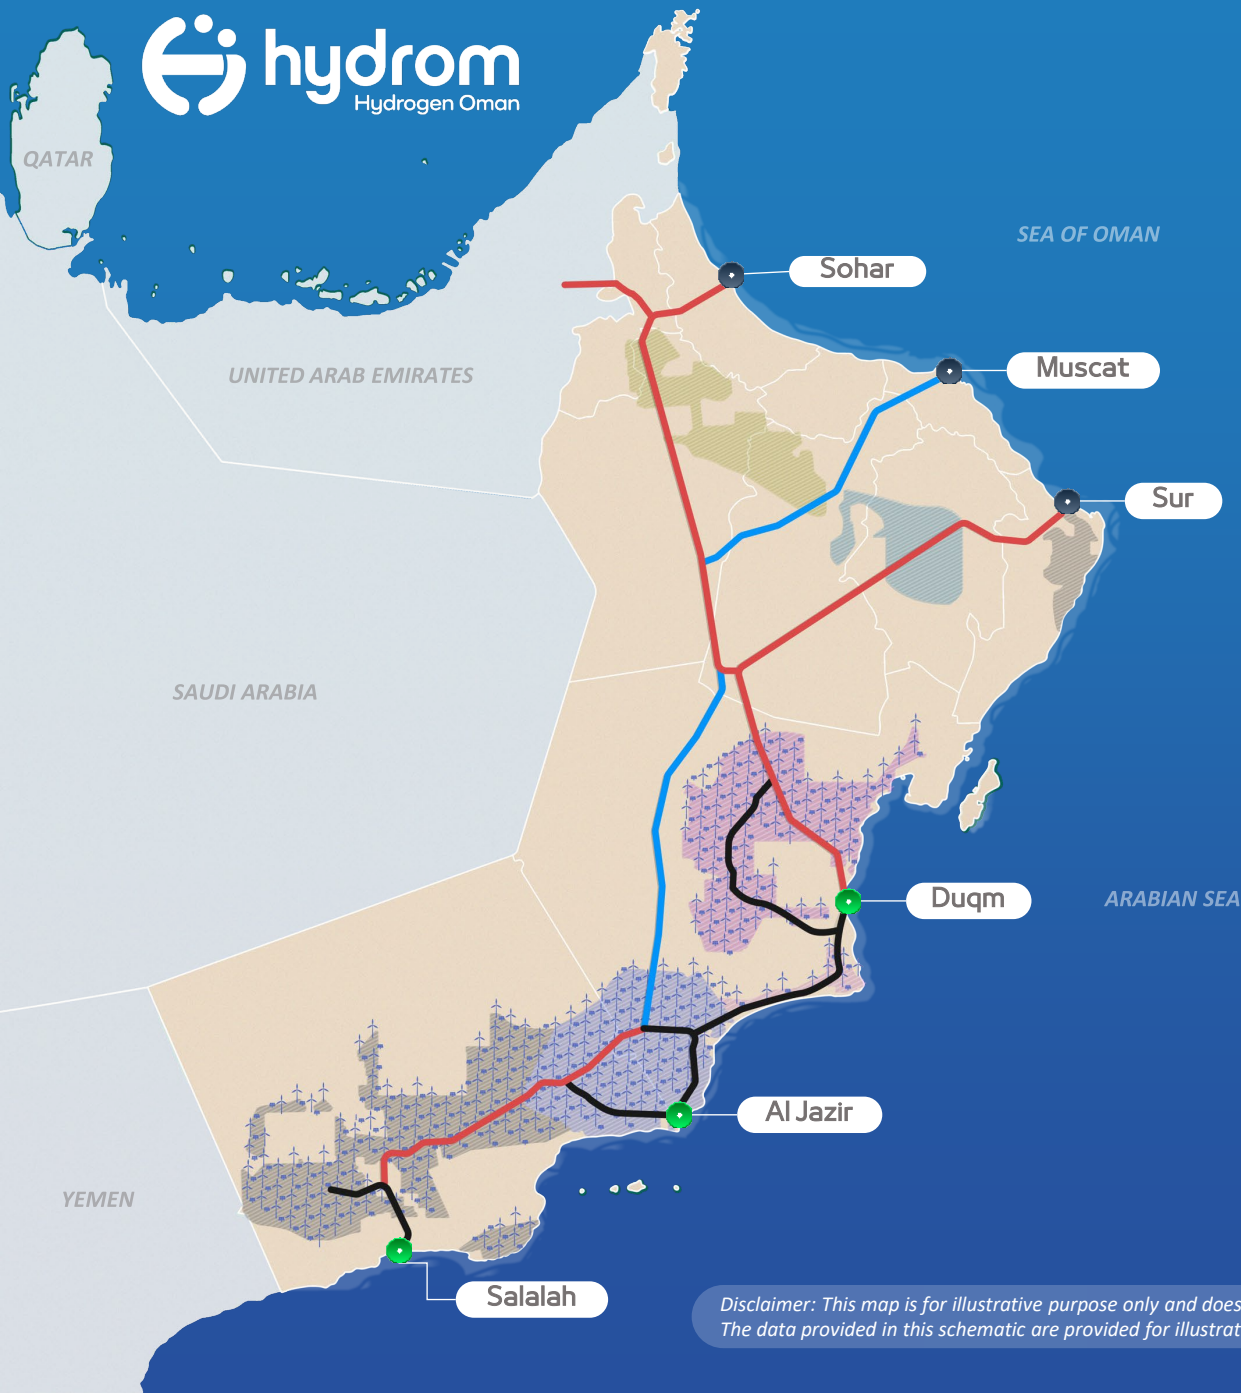 hydrom
Hydrogen Oman
QATAR
SEA OF OMAN
Sohar
Muscat
UNITED ARAB EMIRATES
Sur
SAUDI ARABIA
Duqm
ARABIAN SEA
Al Jazir
YEMEN
Salalah
Disclaimer: This map is for illustrative purpose only and does
The data provided in this schematic are provided for illustrat